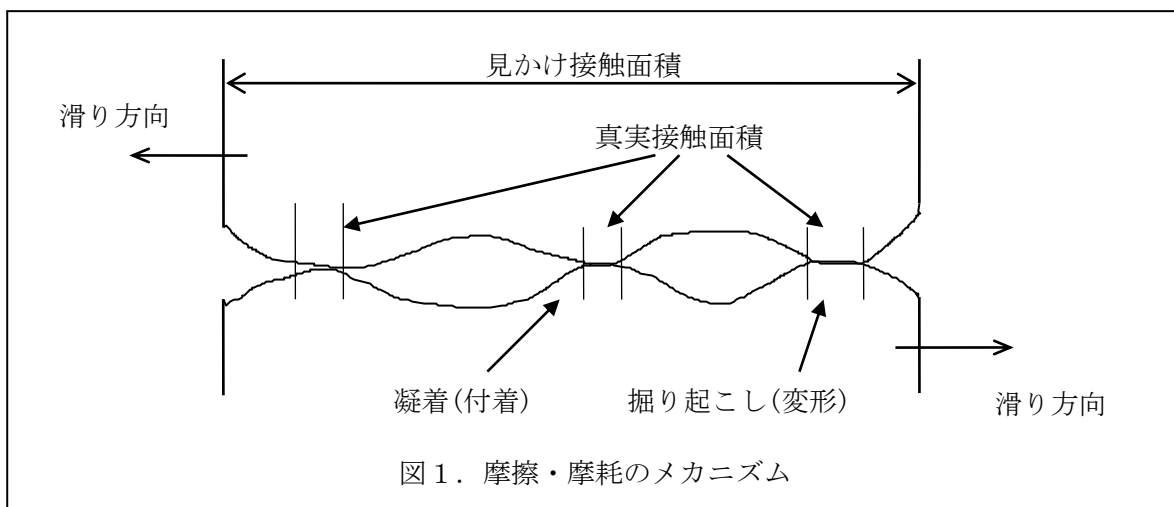 見かけ接触面積
滑り方向
真実接触面積
凝着(付着)
掘り起こし(変形)
滑り方向
図１．摩擦・摩耗のメカニズム